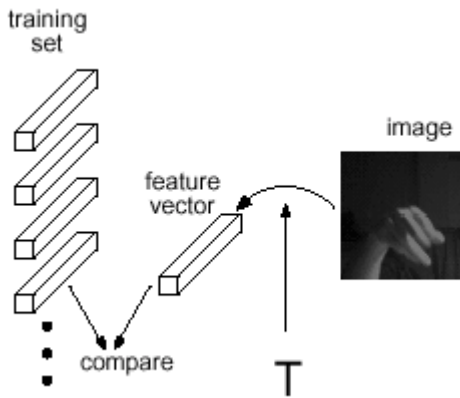 training
set
image
feature
vector
compare
T